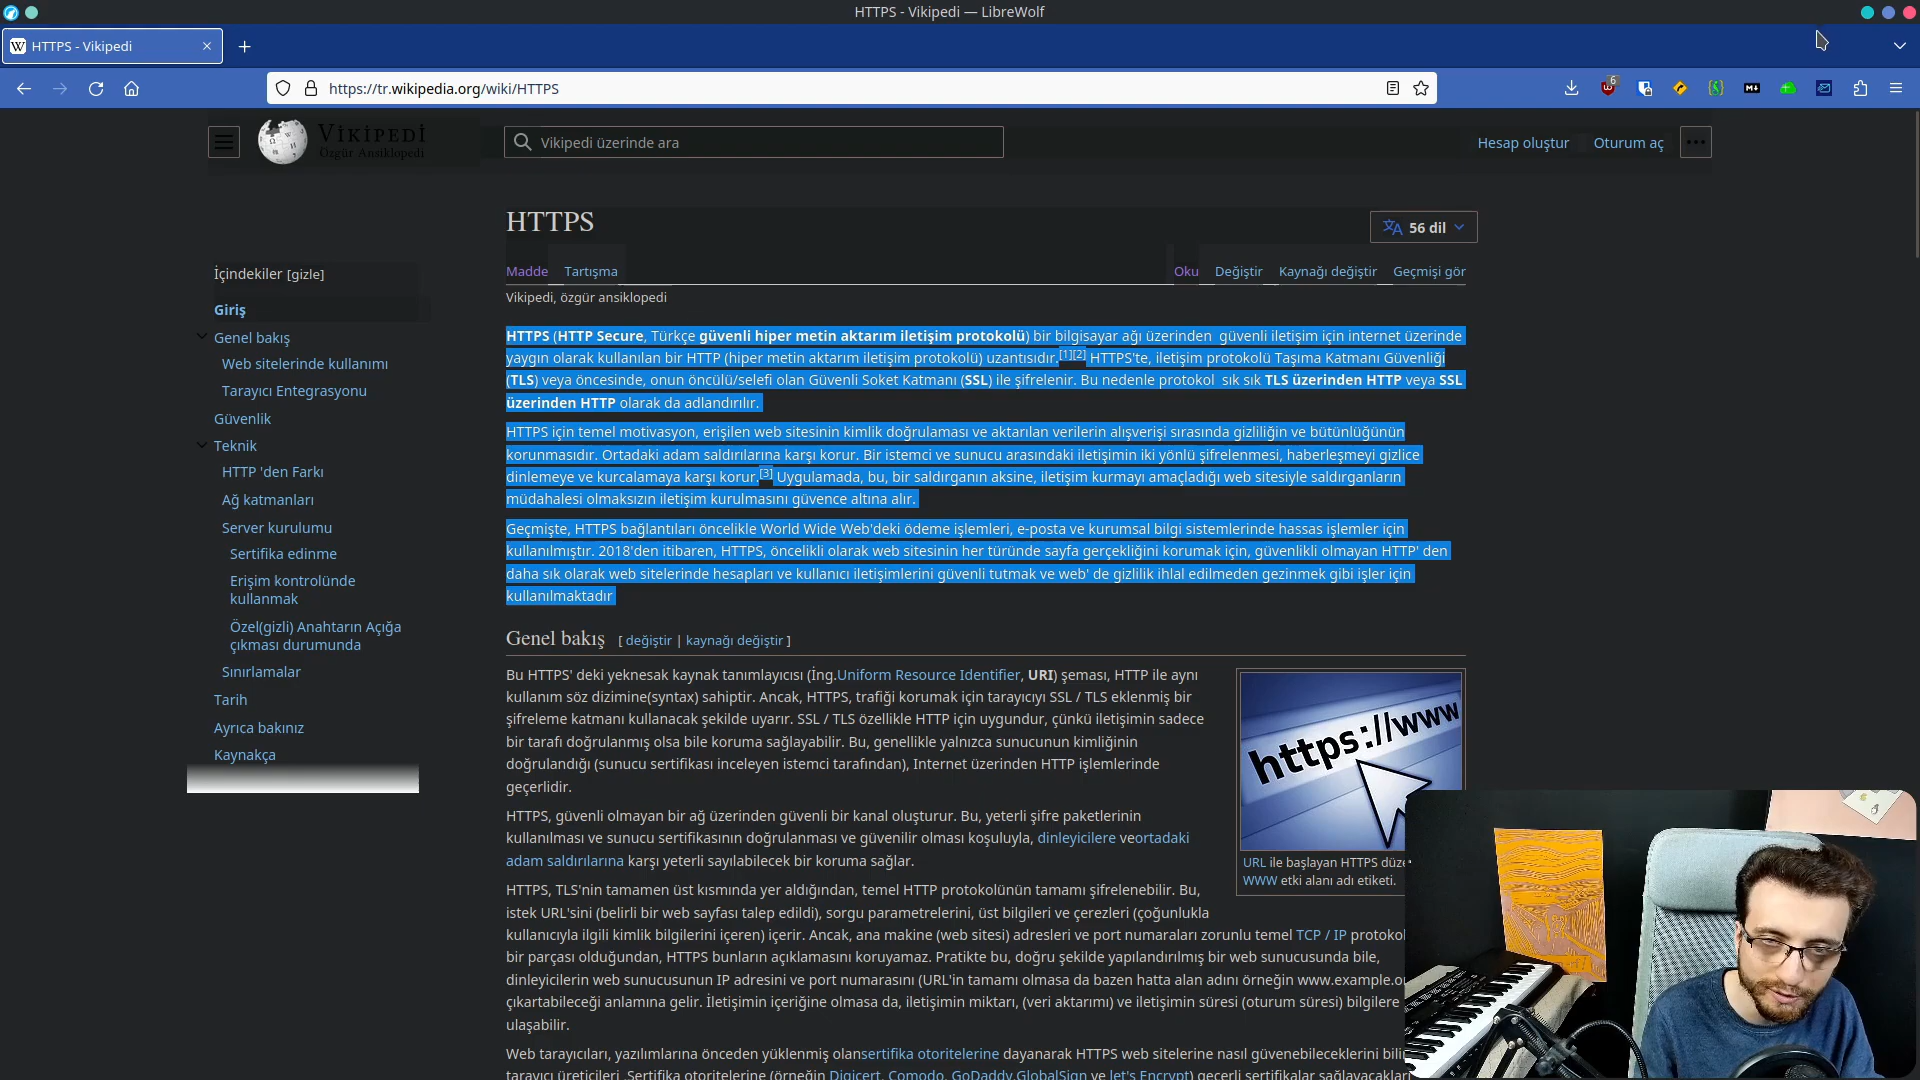 HTTPS - Vikipedi — LibreWolf
HTTPS - Vikipedi
https://tr.wikipedia.org/wiki/HTTPS
6
VİKİPEDİ
Özgür Ansiklopedi
Vikipedi üzerinde ara
Hesap oluştur
Oturum aç
HTTPS
56 dil
Madde
Tartışma
Oku
Değiştir
Kaynağı değiştir
Geçmişi gör
Vikipedi, özgür ansiklopedi
İçindekiler [gizle]
Giriş
Genel bakış
Web sitelerinde kullanımı
Tarayıcı Entegrasyonu
Güvenlik
Teknik
HTTP 'den Farkı
Ağ katmanları
Server kurulumu
Sertifika edinme
Erişim kontrolünde
kullanmak
Özel(gizli) Anahtarın Açığa
çıkması durumunda
Sınırlamalar
Tarih
Ayrıca bakınız
Kaynakça
HTTPS (HTTP Secure, Türkçe güvenli hiper metin aktarım iletişim protokolü) bir bilgisayar ağı üzerinden güvenli iletişim için internet üzerinde
yaygın olarak kullanılan bir HTTP (hiper metin aktarım iletişim protokolü) uzantısıdır.[1][2] HTTPS'te, iletişim protokolü Taşıma Katmanı Güvenliği
(TLS) veya öncesinde, onun öncülü/selefi olan Güvenli Soket Katmanı (SSL) ile şifrelenir. Bu nedenle protokol sık sık TLS üzerinden HTTP veya SSL
üzerinden HTTP olarak da adlandırılır.
HTTPS için temel motivasyon, erişilen web sitesinin kimlik doğrulaması ve aktarılan verilerin alışverişi sırasında gizliliğin ve bütünlüğünün
korunmasıdır. Ortadaki adam saldırılarına karşı korur. Bir istemci ve sunucu arasındaki iletişimin iki yönlü şifrelenmesi, haberleşmeyi gizlice
dinlemeye ve kurcalamaya karşı korur.[3] Uygulamada, bu, bir saldırganın aksine, iletişim kurmayı amaçladığı web sitesiyle saldırganların
müdahalesi olmaksızın iletişim kurulmasını güvence altına alır.
Geçmişte, HTTPS bağlantıları öncelikle World Wide Web'deki ödeme işlemleri, e-posta ve kurumsal bilgi sistemlerinde hassas işlemler için
kullanılmıştır. 2018'den itibaren, HTTPS, öncelikli olarak web sitesinin her türünde sayfa gerçekliğini korumak için, güvenlikli olmayan HTTP' den
daha sık olarak web sitelerinde hesapları ve kullanıcı iletişimlerini güvenli tutmak ve web' de gizlilik ihlal edilmeden gezinmek gibi işler için
kullanılmaktadır
Genel bakış [ değiştir | kaynağı değiştir ]
Bu HTTPS' deki yeknesak kaynak tanımlayıcısı (İng.Uniform Resource Identifier, URI) şeması, HTTP ile aynı
kullanım söz dizimine(syntax) sahiptir. Ancak, HTTPS, trafiği korumak için tarayıcıyı SSL / TLS eklenmiş bir
şifreleme katmanı kullanacak şekilde uyarır. SSL / TLS özellikle HTTP için uygundur, çünkü iletişimin sadece
bir tarafı doğrulanmış olsa bile koruma sağlayabilir. Bu, genellikle yalnızca sunucunun kimliğinin
doğrulandığı (sunucu sertifikası inceleyen istemci tarafından), Internet üzerinden HTTP işlemlerinde
geçerlidir.
https://www
URL ile başlayan HTTPS düze
WWW etki alanı adı etiketi.
HTTPS, güvenli olmayan bir ağ üzerinden güvenli bir kanal oluşturur. Bu, yeterli şifre paketlerinin
kullanılması ve sunucu sertifikasının doğrulanması ve güvenilir olması koşuluyla, dinleyicilere veortadaki
adam saldırılarına karşı yeterli sayılabilecek bir koruma sağlar.
HTTPS, TLS'nin tamamen üst kısmında yer aldığından, temel HTTP protokolünün tamamı şifrelenebilir. Bu,
istek URL'sini (belirli bir web sayfası talep edildi), sorgu parametrelerini, üst bilgileri ve çerezleri (çoğunlukla
kullanıcıyla ilgili kimlik bilgilerini içeren) içerir. Ancak, ana makine (web sitesi) adresleri ve port numaraları zorunlu temel TCP / IP protokol
bir parçası olduğundan, HTTPS bunların açıklamasını koruyamaz. Pratikte bu, doğru şekilde yapılandırılmış bir web sunucusunda bile,
dinleyicilerin web sunucusunun IP adresini ve port numarasını (URL'in tamamı olmasa da bazen hatta alan adını örneğin www.example.o
çıkartabileceği anlamına gelir. İletişimin içeriğine olmasa da, iletişimin miktarı, (veri aktarımı) ve iletişimin süresi (oturum süresi) bilgilere
ulaşabilir.
Web tarayıcıları, yazılımlarına önceden yüklenmiş olansertifika otoritelerine dayanarak HTTPS web sitelerine nasıl güvenebileceklerini bili
tarayıcı üreticileri .Sertifika otoritelerine (örneğin Digicert, Comodo, GoDaddy,GlobalSign ve let's Encrypt) geçerli sertifikalar sağlayacakları